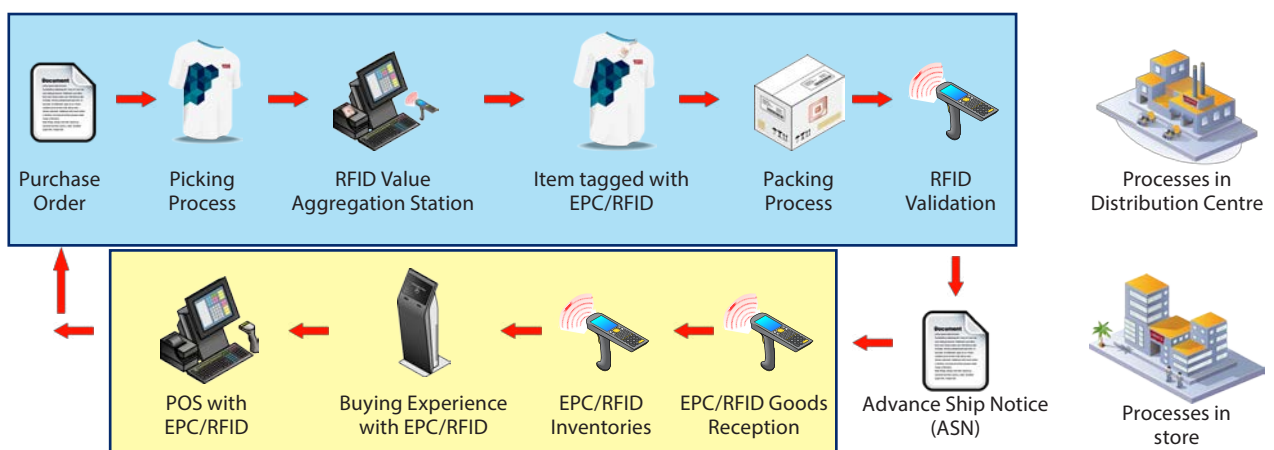 Document
Purchase
Order
Picking
Process
RFID Value
Aggregation Station
Item tagged with
EPC/RFID
Packing
Process
RFID
Validation
Processes in
Distribution Centre
POS with
EPC/RFID
Buying Experience
with EPC/RFID
EPC/RFID
Inventories
EPC/RFID Goods
Reception
Document
Advance Ship Notice
(ASN)
Processes in
store